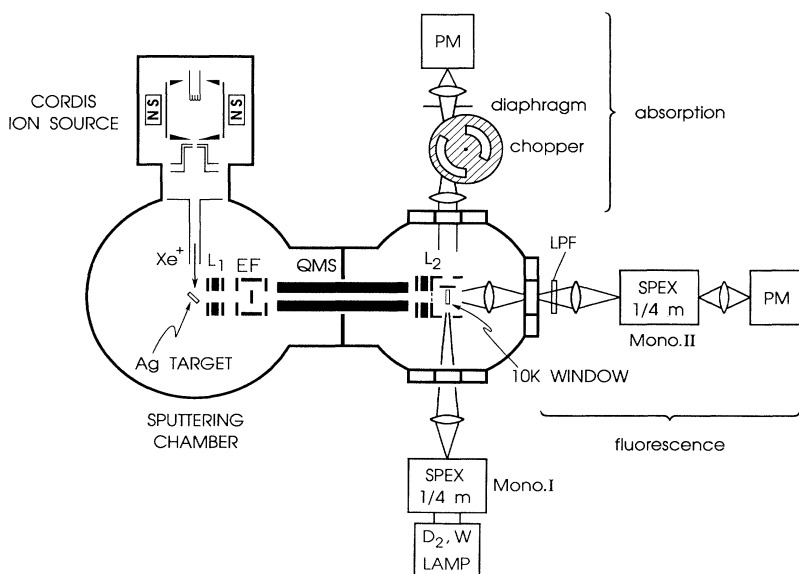 PM
diaphragm
chopper
absorption
CORDIS
ION SOURCE
NS
NS
Xe+
L1
EF
QMS
L2
LPF
SPEX
1/4 m
PM
Mono.II
Ag TARGET
10K WINDOW
SPUTTERING
CHAMBER
fluorescence
SPEX
1/4 m
Mono.I
D2, W
LAMP